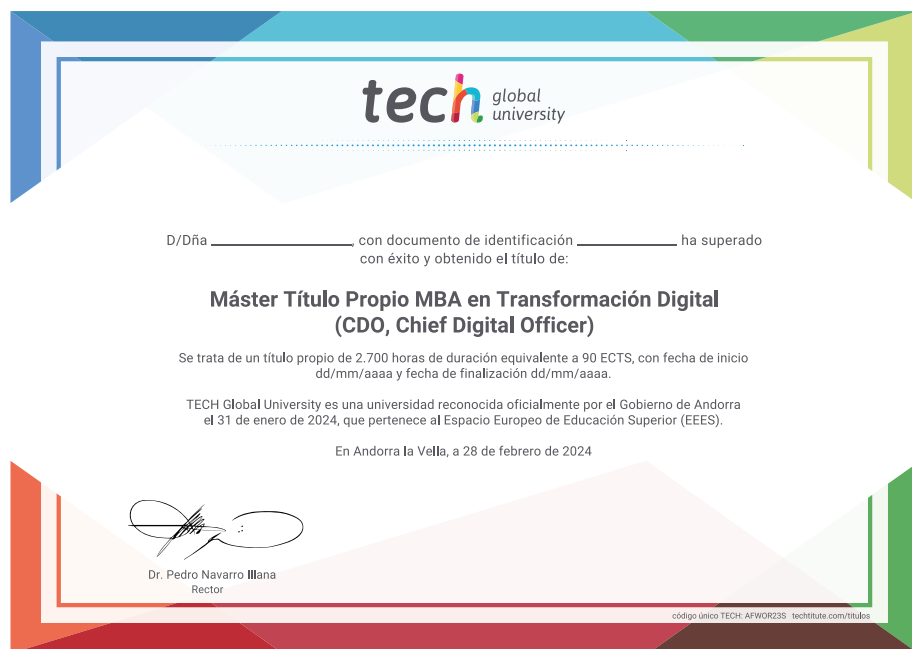 tech global university
D/Dña ________________, con documento de identificación ___________ ha superado
con éxito y obtenido el título de:
Máster Título Propio MBA en Transformación Digital
(CDO, Chief Digital Officer)
Se trata de un título propio de 2.700 horas de duración equivalente a 90 ECTS, con fecha de inicio
dd/mm/aaaa y fecha de finalización dd/mm/aaaa.
TECH Global University es una universidad reconocida oficialmente por el Gobierno de Andorra
el 31 de enero de 2024, que pertenece al Espacio Europeo de Educación Superior (EEES).
En Andorra la Vella, a 28 de febrero de 2024
Dr. Pedro Navarro Illana
Rector
código único TECH: AFWOR23S techtitute.com/titulos